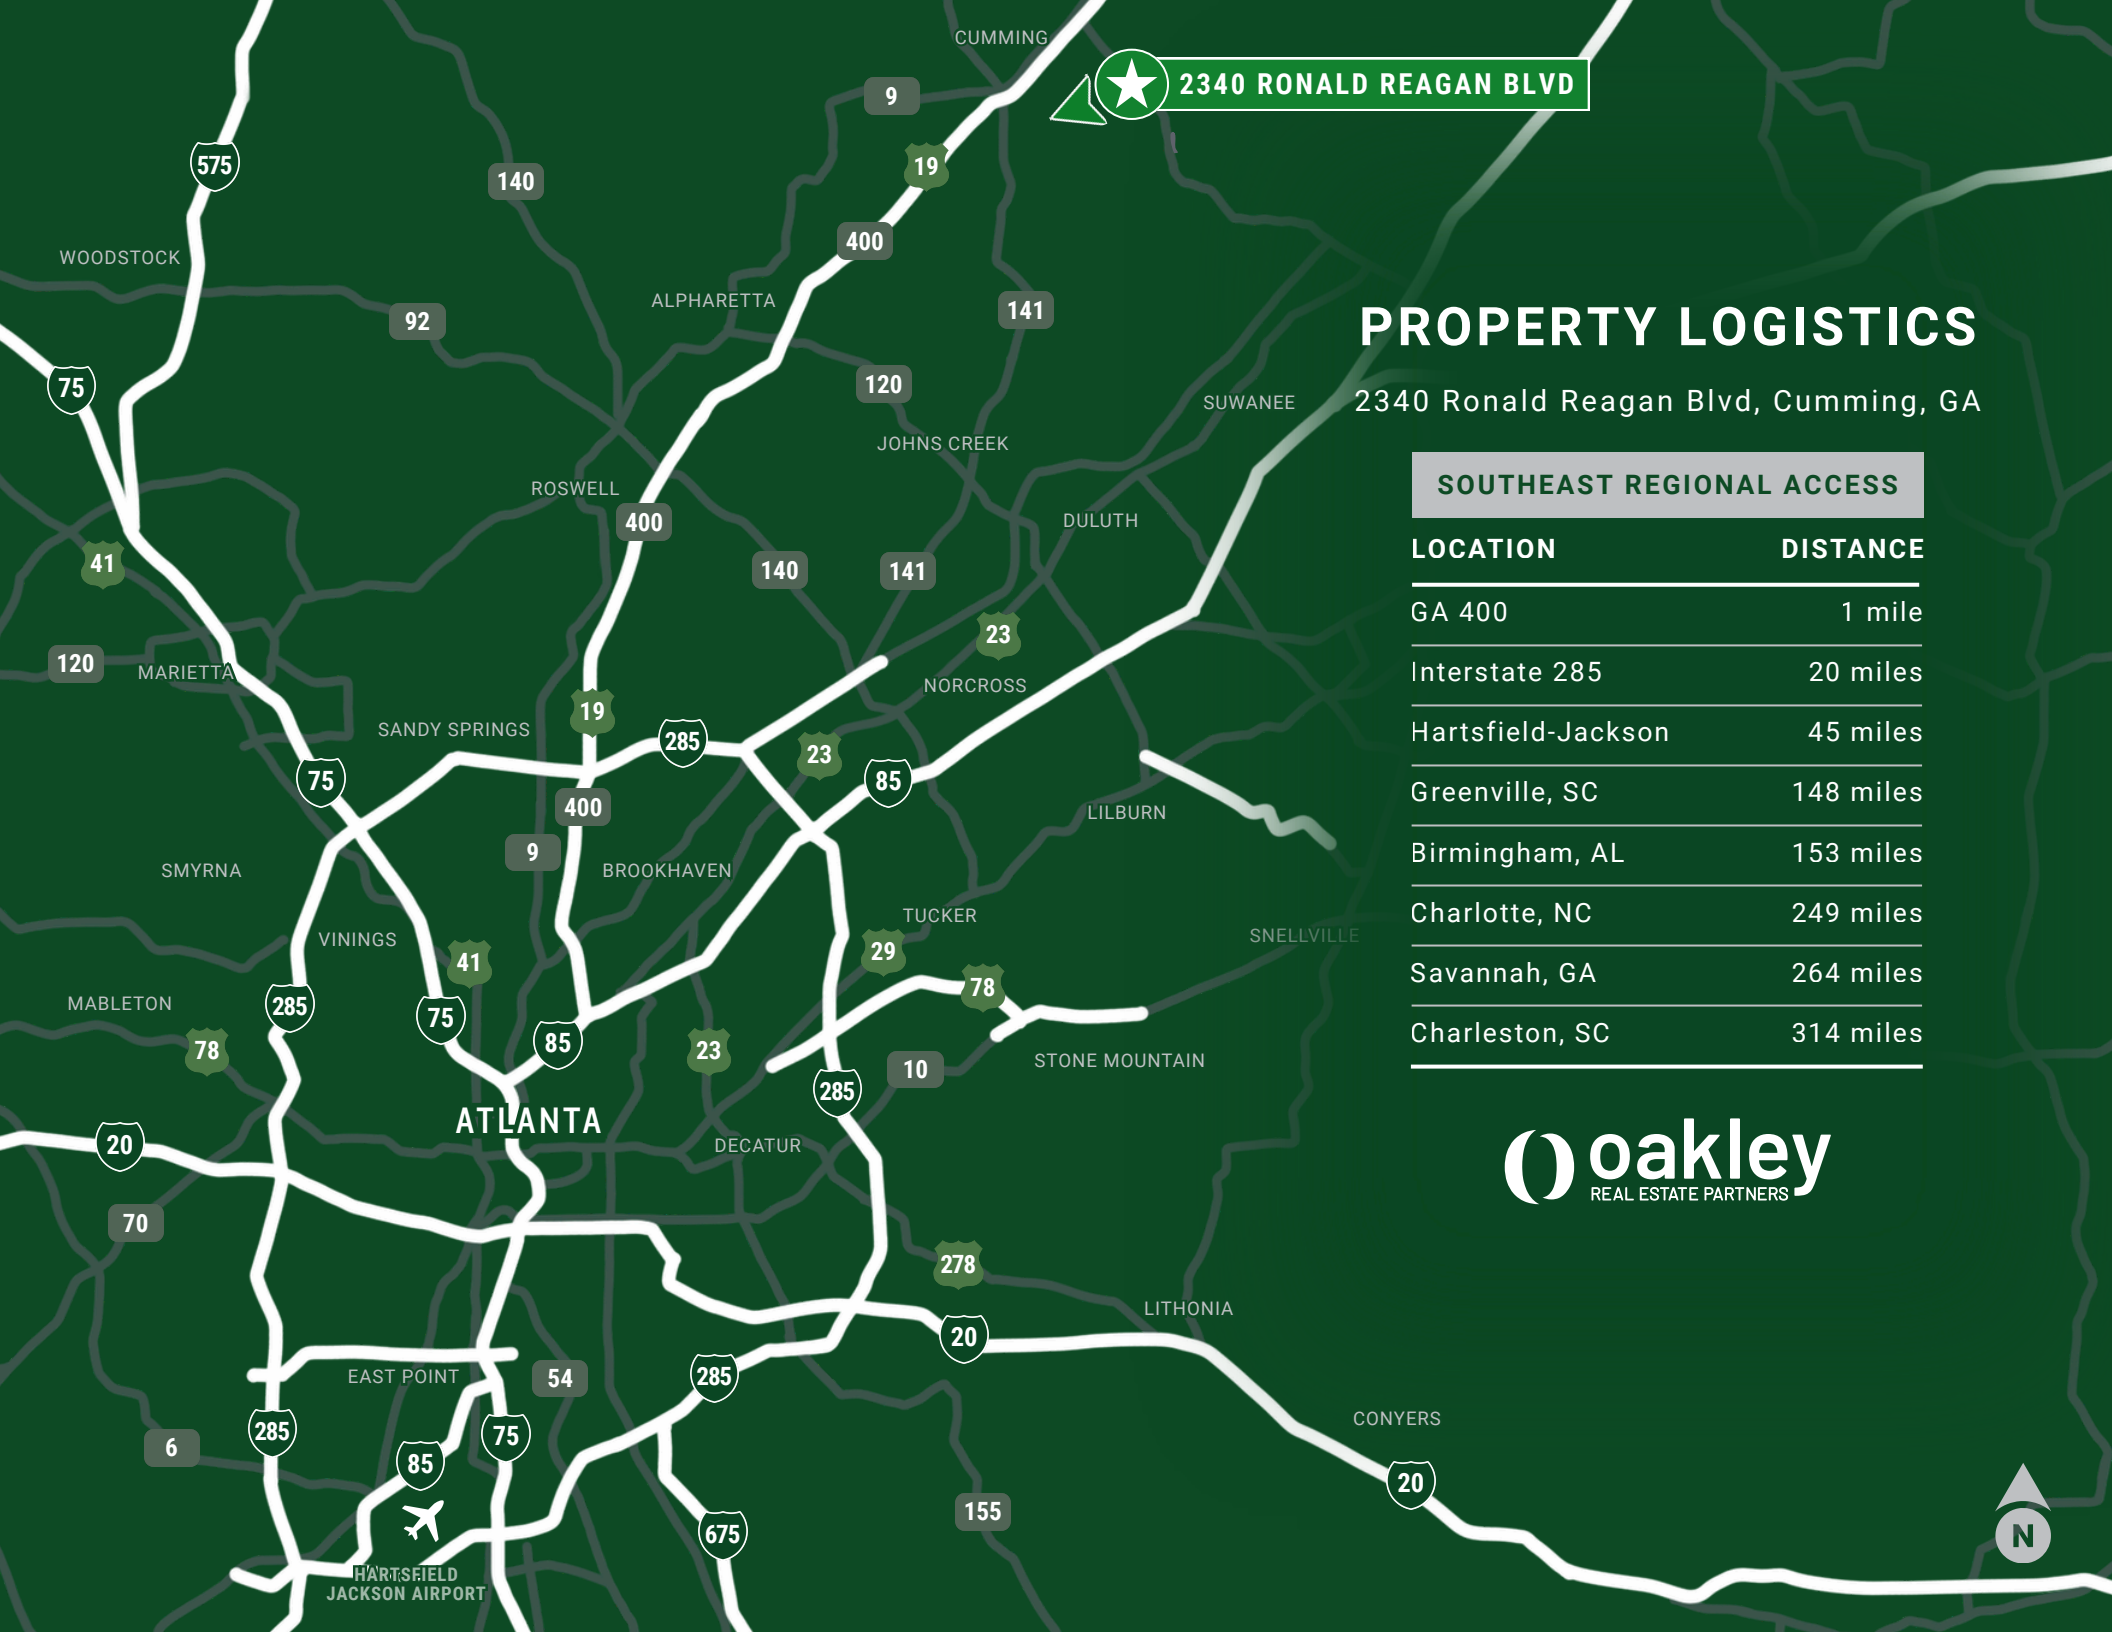 CUMMING
2340 RONALD REAGAN BLVD
9
19
575
140
400
WOODSTOCK
ALPHARETTA
141
92
75
120
SUWANEE
JOHNS CREEK
ROSWELL
400
DULUTH
41
140
141
23
120
MARIETTA
NORCROSS
19
SANDY SPRINGS
285
23
75
85
400
LILBURN
9
SMYRNA
BROOKHAVEN
TUCKER
SNELLVILLE
VININGS
29
41
78
MABLETON
285
75
85
78
23
STONE MOUNTAIN
10
285
ATLANTA
20
DECATUR
70
278
LITHONIA
20
EAST POINT
54
285
CONYERS
285
75
6
85
20
155
675
HARTSFIELD
JACKSON AIRPORT
PROPERTY LOGISTICS
2340 Ronald Reagan Blvd, Cumming, GA
SOUTHEAST REGIONAL ACCESS
LOCATION DISTANCE
GA 400 1 mile
Interstate 285 20 miles
Hartsfield-Jackson 45 miles
Greenville, SC 148 miles
Birmingham, AL 153 miles
Charlotte, NC 249 miles
Savannah, GA 264 miles
Charleston, SC 314 miles
oakley
REAL ESTATE PARTNERS
N